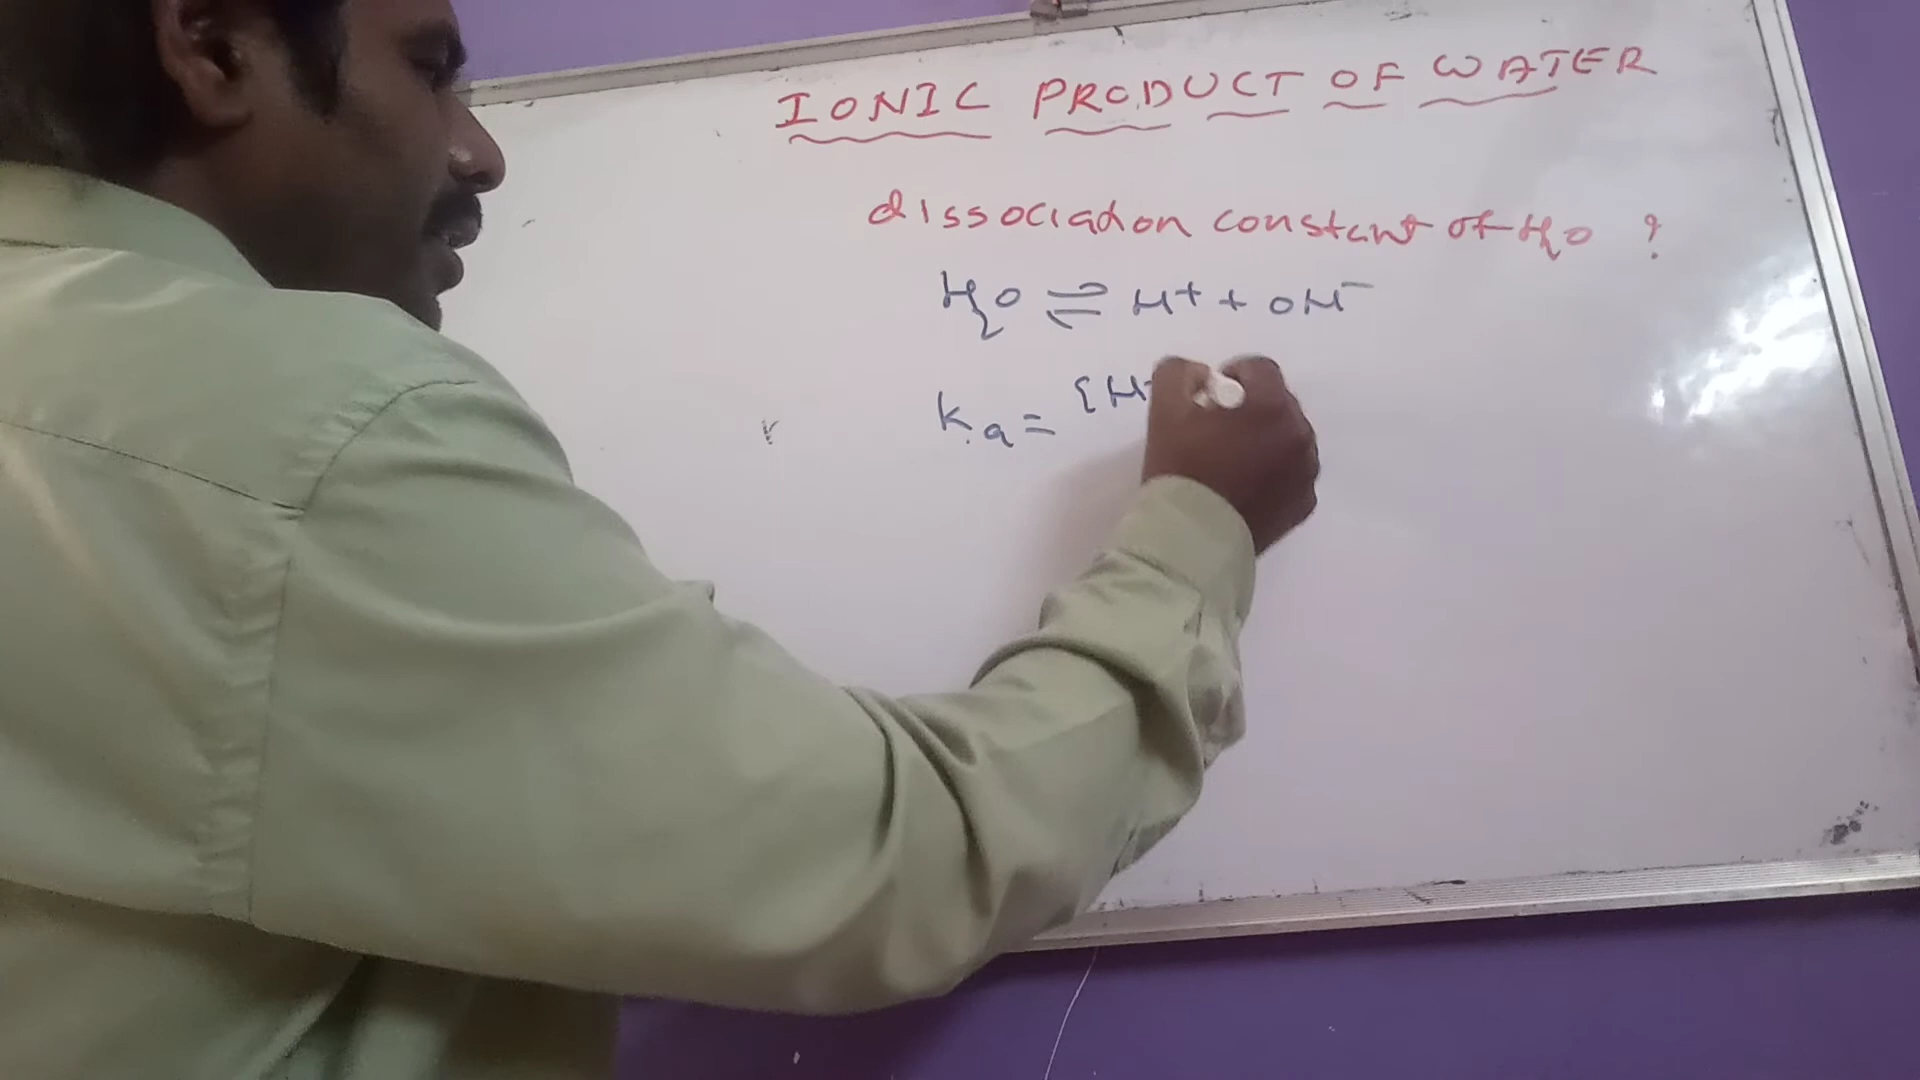 IONIC PRODUCT OF WATER
dissociation constant of H₂O ?
H₂O ⇌ H⁺ + OH⁻
Ka = [H⁺